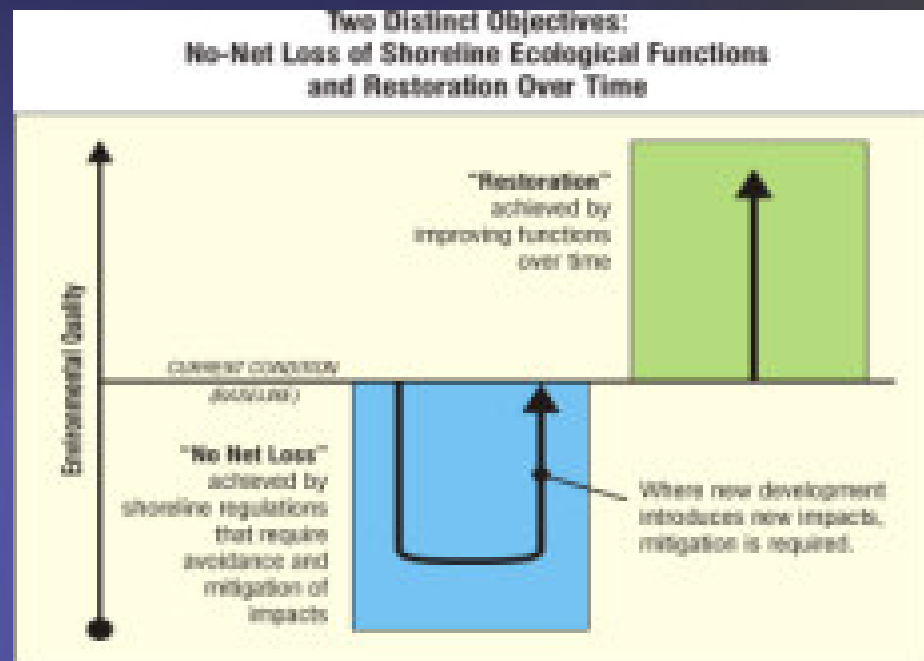 Two Distinct Objectives:
No-Net Loss of Shoreline Ecological Functions
and Restoration Over Time
"Restoration"
achieved by
improving functions
over time
Environmental Quality
CURRENT CONDITION
(BASELINE)
"No Net Loss"
achieved by
shoreline regulations
that require
avoidance and
mitigation of
impacts
Where new development
introduces new impacts,
mitigation is required.